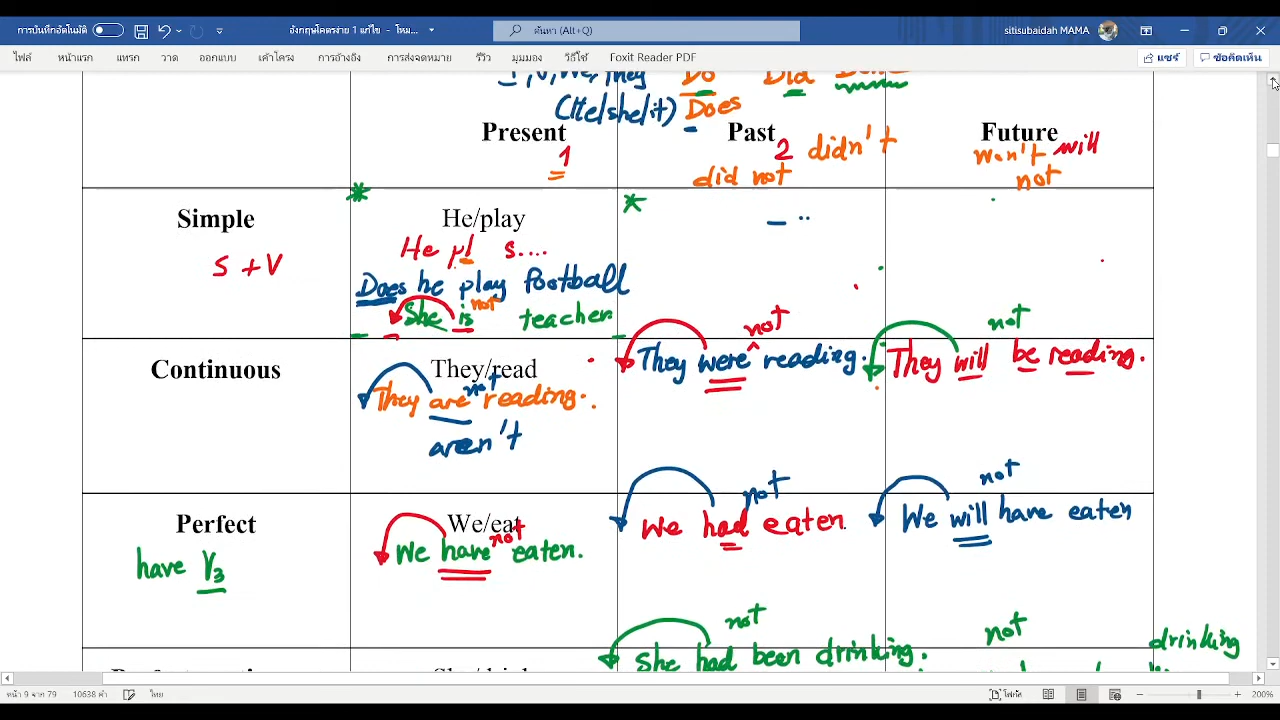 การบันทึกอัตโนมัติ
อังกฤษโคตรง่าย 1 แก้ไข - โหม...
ค้นหา (Alt+Q)
sitisubaidah MAMA
ไฟล์ หน้าแรก แทรก วาด ออกแบบ เค้าโครง การอ้างอิง การส่งจดหมาย รีวิว มุมมอง วิธีใช้ Foxit Reader PDF แชร์ ข้อคิดเห็น
Do Did
(He/she/it) Does
Present Past Future
1 2 didn't won't will
did not not
Simple He/play
S + V He pl s....
Does he play football
She is not teacher
not not
They were reading. They will be reading.
Continuous They/read
They are not reading.
aren't
not not
We had eaten. We will have eaten
Perfect We/eat
have V3 We have not eaten.
not not drinking
She had been drinking.
หน้า 9 จาก 79 10638 คำ ไทย โฟกัส 200%